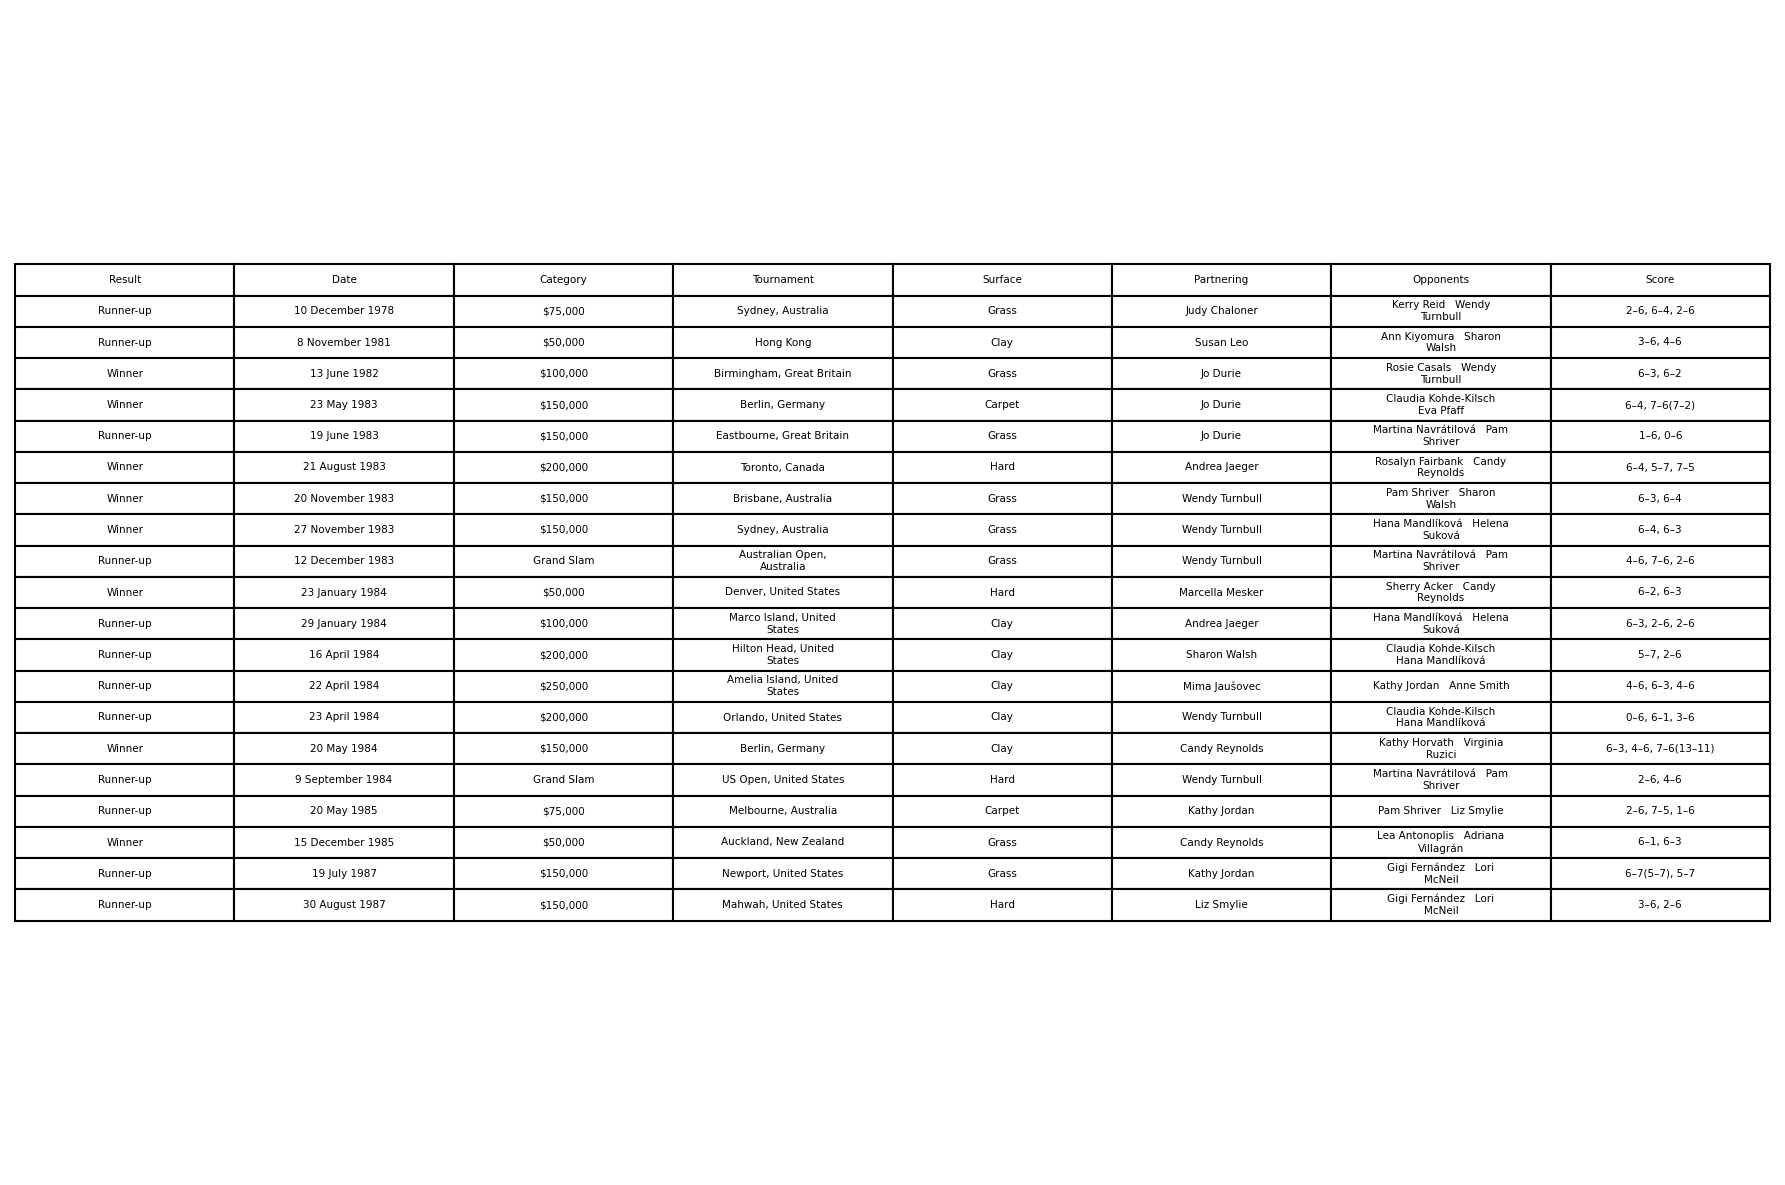 Result Date Category Tournament Surface Partnering Opponents Score
Runner-up 10 December 1978 $75,000 Sydney, Australia Grass Judy Chaloner Kerry Reid Wendy Turnbull 2–6, 6–4, 2–6
Runner-up 8 November 1981 $50,000 Hong Kong Clay Susan Leo Ann Kiyomura Sharon Walsh 3–6, 4–6
Winner 13 June 1982 $100,000 Birmingham, Great Britain Grass Jo Durie Rosie Casals Wendy Turnbull 6–3, 6–2
Winner 23 May 1983 $150,000 Berlin, Germany Carpet Jo Durie Claudia Kohde-Kilsch Eva Pfaff 6–4, 7–6(7–2)
Runner-up 19 June 1983 $150,000 Eastbourne, Great Britain Grass Jo Durie Martina Navrátilová Pam Shriver 1–6, 0–6
Winner 21 August 1983 $200,000 Toronto, Canada Hard Andrea Jaeger Rosalyn Fairbank Candy Reynolds 6–4, 5–7, 7–5
Winner 20 November 1983 $150,000 Brisbane, Australia Grass Wendy Turnbull Pam Shriver Sharon Walsh 6–3, 6–4
Winner 27 November 1983 $150,000 Sydney, Australia Grass Wendy Turnbull Hana Mandlíková Helena Suková 6–4, 6–3
Runner-up 12 December 1983 Grand Slam Australian Open, Australia Grass Wendy Turnbull Martina Navrátilová Pam Shriver 4–6, 7–6, 2–6
Winner 23 January 1984 $50,000 Denver, United States Hard Marcella Mesker Sherry Acker Candy Reynolds 6–2, 6–3
Runner-up 29 January 1984 $100,000 Marco Island, United States Clay Andrea Jaeger Hana Mandlíková Helena Suková 6–3, 2–6, 2–6
Runner-up 16 April 1984 $200,000 Hilton Head, United States Clay Sharon Walsh Claudia Kohde-Kilsch Hana Mandlíková 5–7, 2–6
Runner-up 22 April 1984 $250,000 Amelia Island, United States Clay Mima Jaušovec Kathy Jordan Anne Smith 4–6, 6–3, 4–6
Runner-up 23 April 1984 $200,000 Orlando, United States Clay Wendy Turnbull Claudia Kohde-Kilsch Hana Mandlíková 0–6, 6–1, 3–6
Winner 20 May 1984 $150,000 Berlin, Germany Clay Candy Reynolds Kathy Horvath Virginia Ruzici 6–3, 4–6, 7–6(13–11)
Runner-up 9 September 1984 Grand Slam US Open, United States Hard Wendy Turnbull Martina Navrátilová Pam Shriver 2–6, 4–6
Runner-up 20 May 1985 $75,000 Melbourne, Australia Carpet Kathy Jordan Pam Shriver Liz Smylie 2–6, 7–5, 1–6
Winner 15 December 1985 $50,000 Auckland, New Zealand Grass Candy Reynolds Lea Antonoplis Adriana Villagrán 6–1, 6–3
Runner-up 19 July 1987 $150,000 Newport, United States Grass Kathy Jordan Gigi Fernández Lori McNeil 6–7(5–7), 5–7
Runner-up 30 August 1987 $150,000 Mahwah, United States Hard Liz Smylie Gigi Fernández Lori McNeil 3–6, 2–6